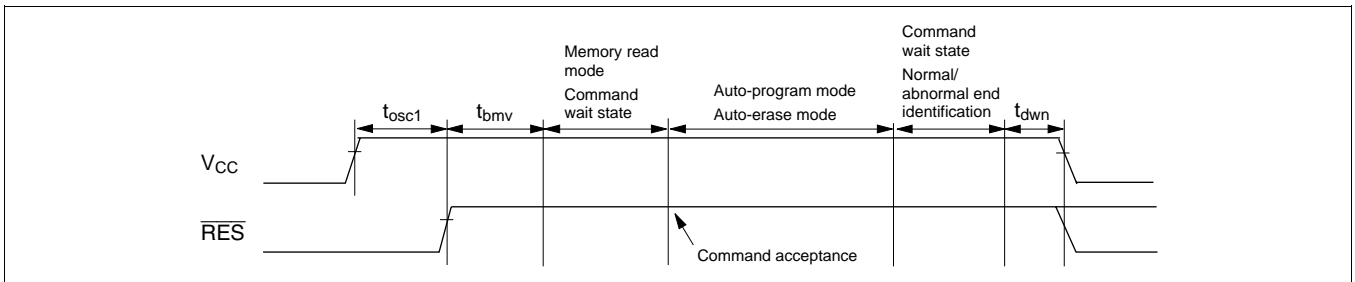 Memory read
mode
Command
wait state
Auto-program mode
Auto-erase mode
Command
wait state
Normal/
abnormal end
identification
tosc1
tbmv
tdwn
VCC
RES
Command acceptance